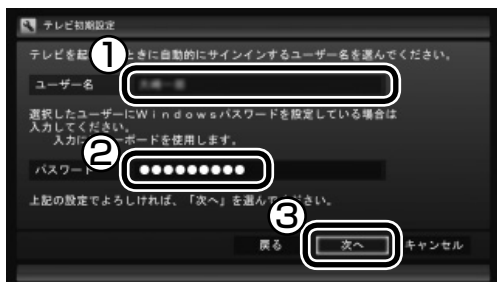 テレビ初期設定
テレビを起 ときに自動的にサインインするユーザー名を選んでください。
①
ユーザー名
選択したユーザーにWindowsパスワードを設定している場合は
入力してください。
入力に ーボードを使用します。
②
パスワード ●●●●●●●●●
上記の設定でよろしければ、「次へ」を選んで ださい。
③
戻る 次へ キャンセル